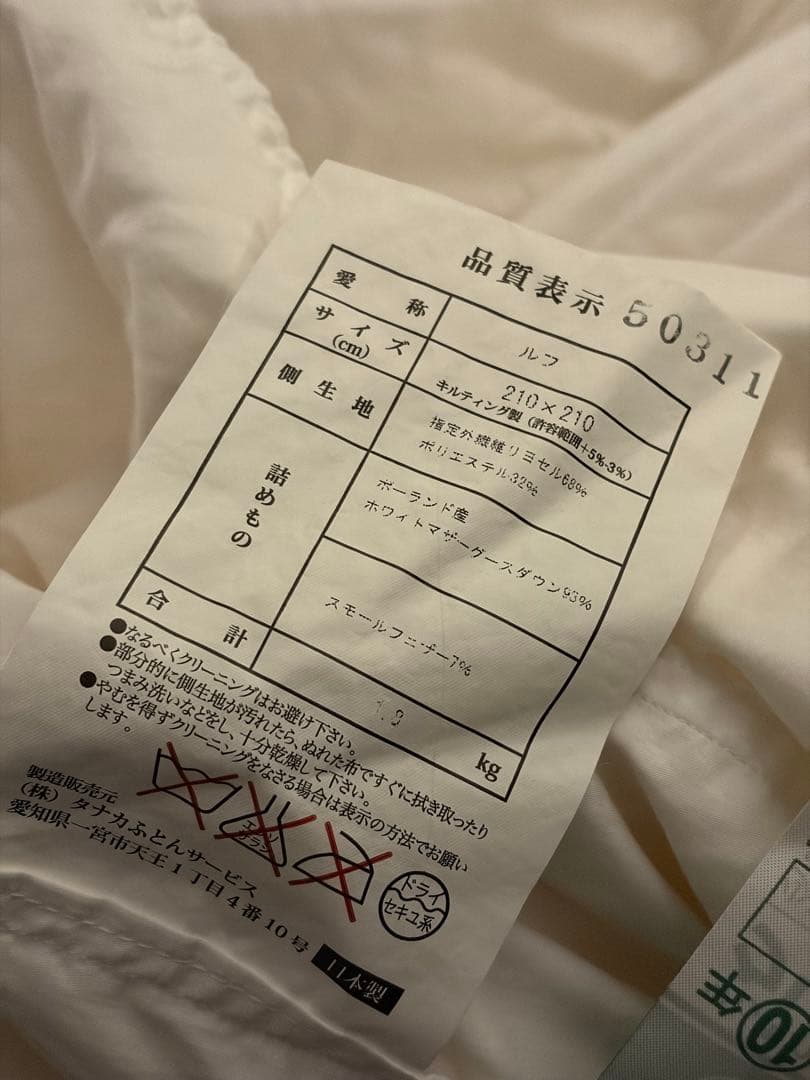 品質表示 50311
愛称 ルフ
サイズ(cm) 210×210
キルティング製(許容範囲+5%-3%)
側生地 指定外繊維リヨセル68%
ポリエステル32%
詰めもの ポーランド産
ホワイトマザーグースダウン93%
スモールフェザー7%
合計 kg
●なるべくクリーニングはお避け下さい。
●部分的に側生地が汚れたら、ぬれた布ですぐに拭き取ったり
つまみ洗いなどをし、十分乾燥して下さい。
●やむを得ずクリーニングをなさる場合は表示の方法でお願い
します。
エンソ
サラシ
ドライ
セキユ系
製造販売元
(株) タナカふとんサービス
愛知県一宮市天王1丁目4番10号
日本製
10年